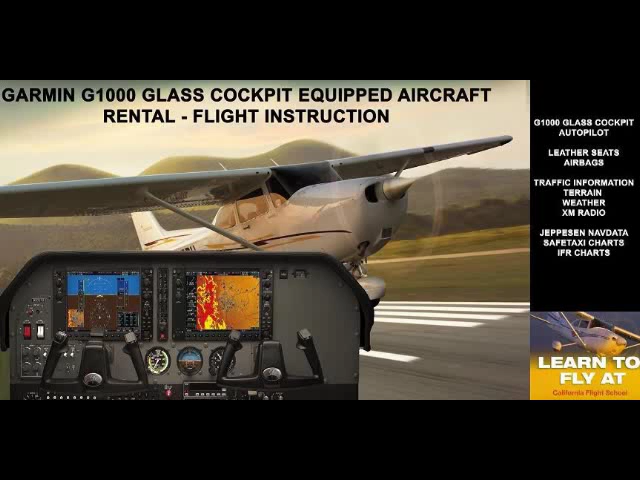 GARMIN G1000 GLASS COCKPIT EQUIPPED AIRCRAFT
RENTAL - FLIGHT INSTRUCTION
G1000 GLASS COCKPIT
AUTOPILOT
LEATHER SEATS
AIRBAGS
TRAFFIC INFORMATION
TERRAIN
WEATHER
XM RADIO
JEPPESEN NAVDATA
SAFETAXI CHARTS
IFR CHARTS
LEARN TO
FLY AT
California Flight School